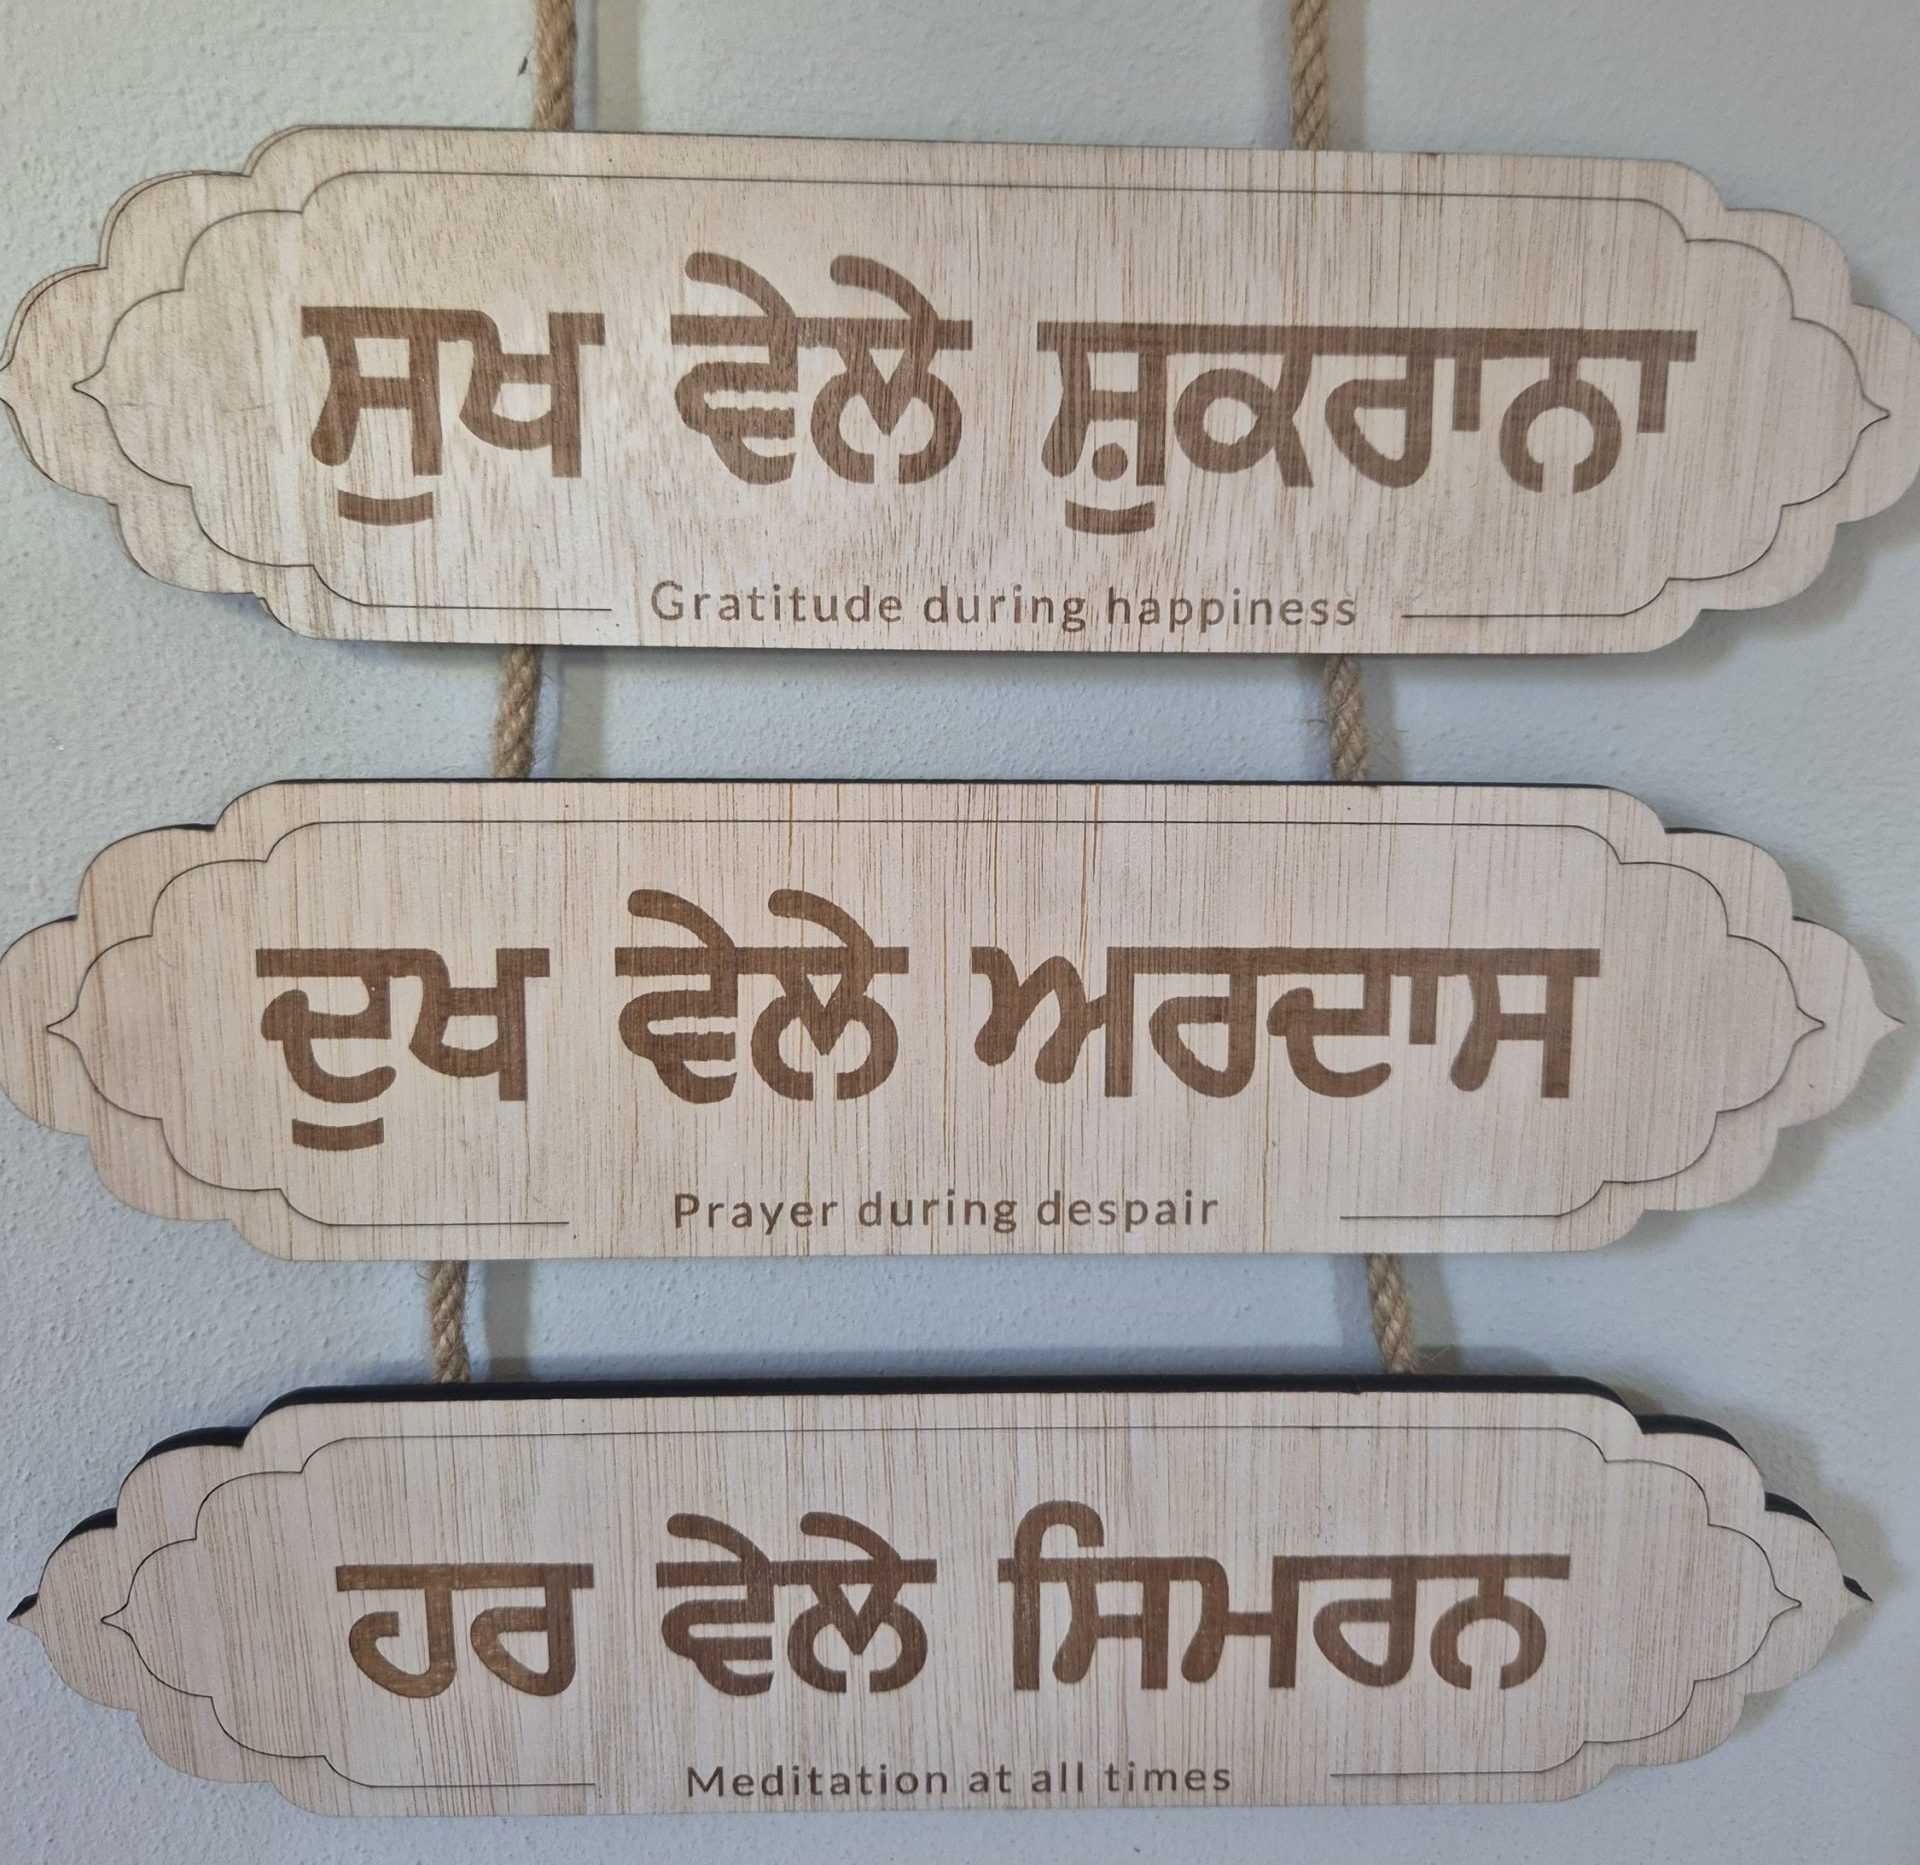 ਸੁਖ ਵੇਲੇ ਸ਼ੁਕਰਾਨਾ
Gratitude during happiness
ਦੁਖ ਵੇਲੇ ਅਰਦਾਸ
Prayer during despair
ਹਰ ਵੇਲੇ ਸਿਮਰਨ
Meditation at all times